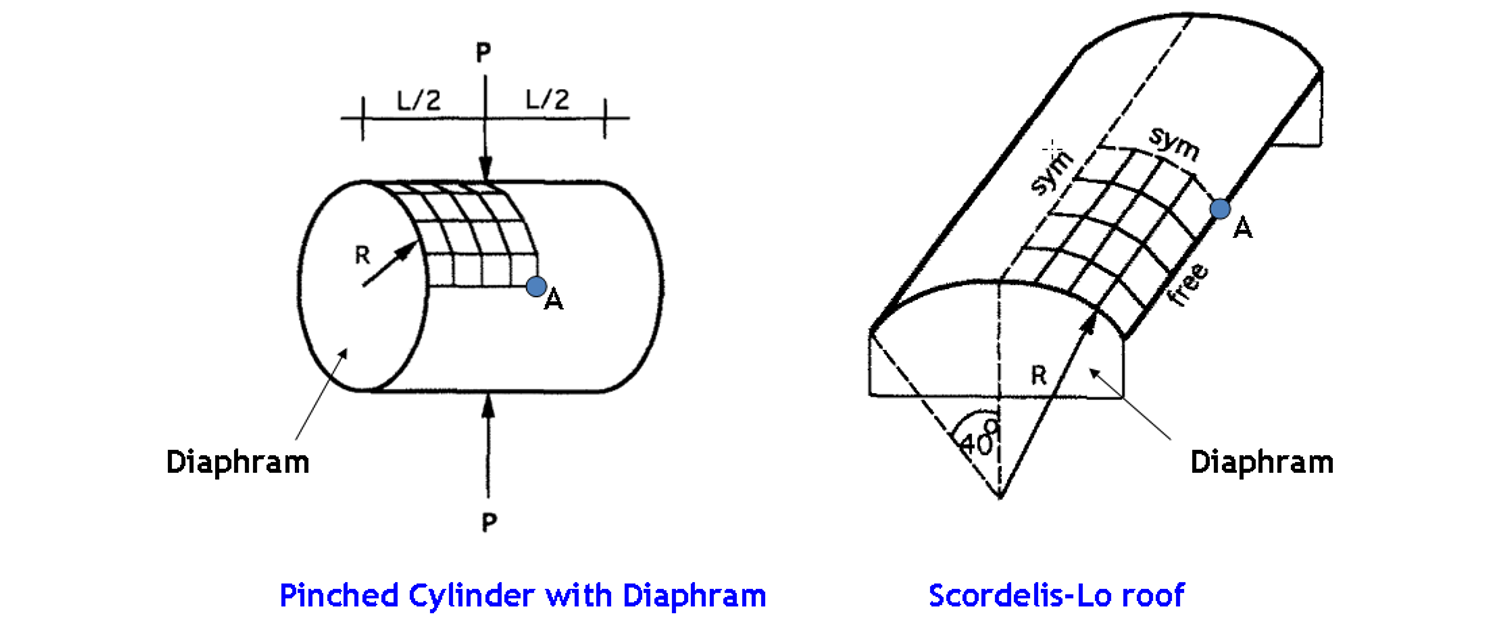 P
L/2
L/2
R
A
Diaphram
P
Pinched Cylinder with Diaphram
sym
sym
A
free
R
40°
Diaphram
Scordelis-Lo roof